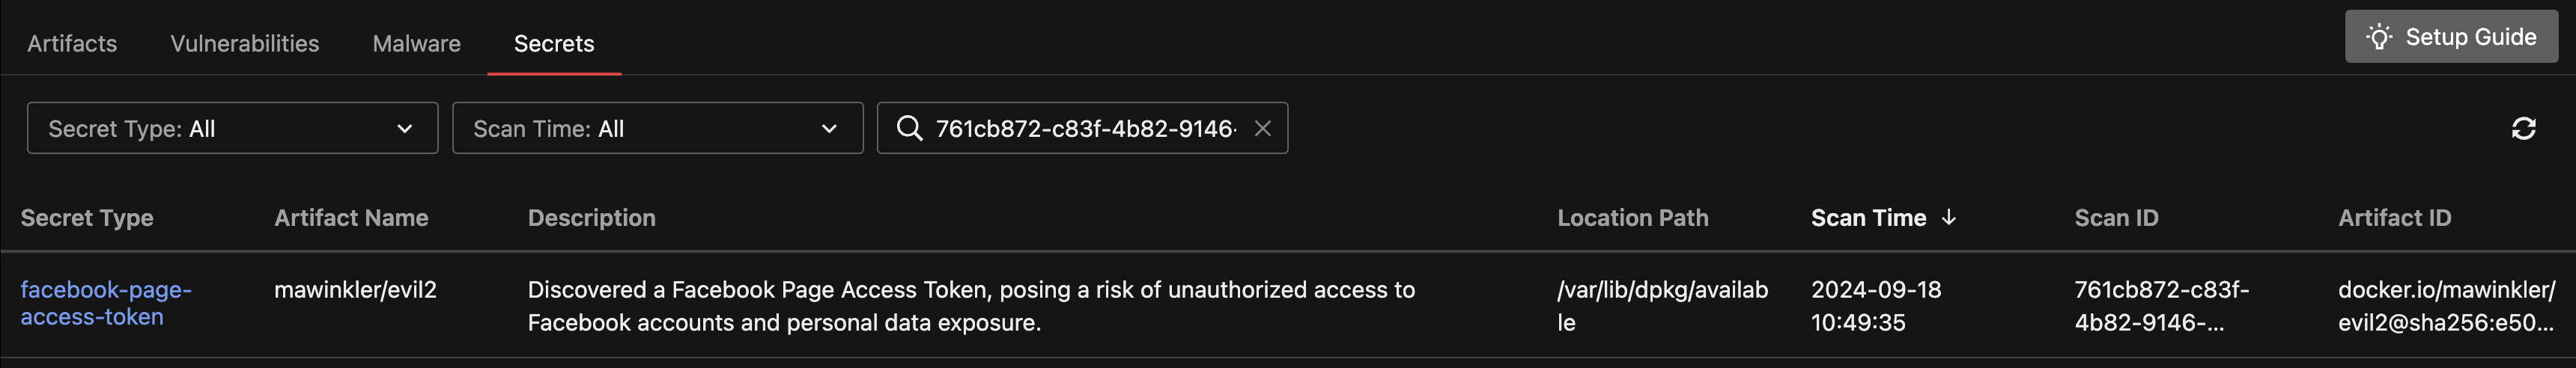 Artifacts Vulnerabilities Malware Secrets Setup Guide
Secret Type: All Scan Time: All 761cb872-c83f-4b82-9146-
Secret Type Artifact Name Description Location Path Scan Time Scan ID Artifact ID
facebook-page- mawinkler/evil2 Discovered a Facebook Page Access Token, posing a risk of unauthorized access to /var/lib/dpkg/availab 2024-09-18 761cb872-c83f- docker.io/mawinkler/
access-token Facebook accounts and personal data exposure. le 10:49:35 4b82-9146-... evil2@sha256:e50...